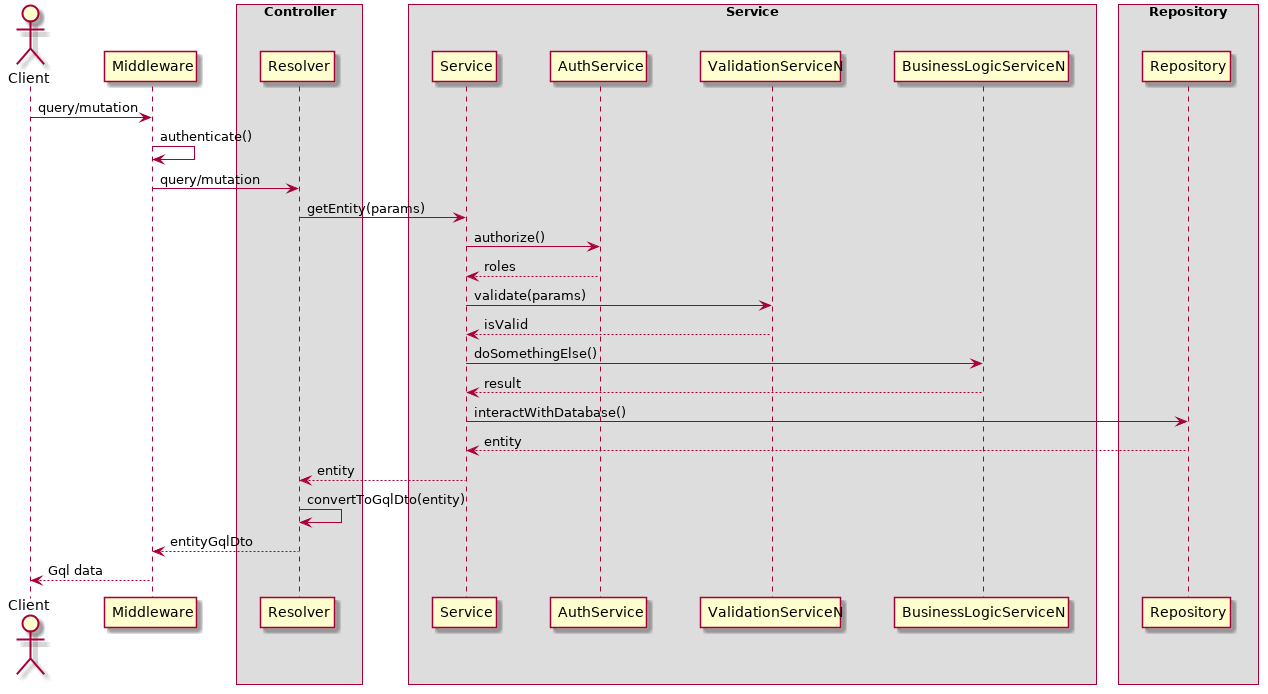 Controller
Service
Repository
Client
Middleware
Resolver
Service
AuthService
ValidationServiceN
BusinessLogicServiceN
Repository
query/mutation
authenticate()
query/mutation
getEntity(params)
authorize()
roles
validate(params)
isValid
doSomethingElse()
result
interactWithDatabase()
entity
entity
convertToGqlDto(entity)
entityGqlDto
Gql data
Client
Middleware
Resolver
Service
AuthService
ValidationServiceN
BusinessLogicServiceN
Repository